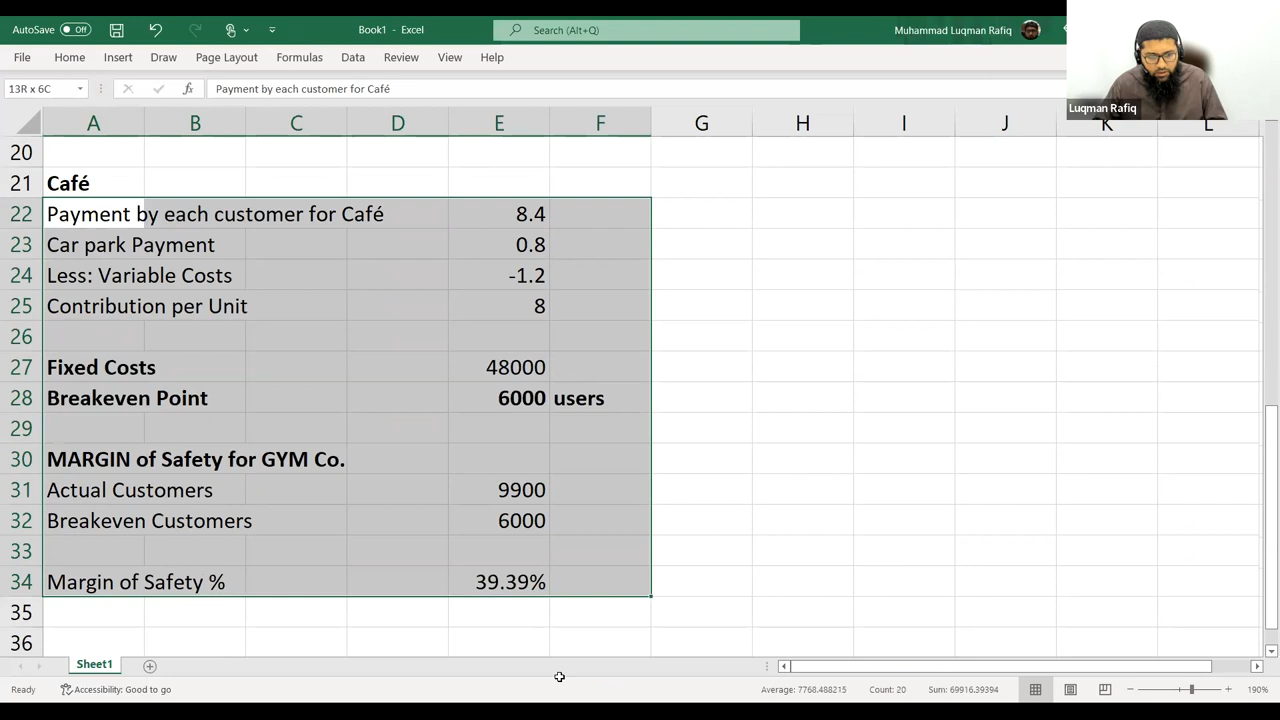 AutoSave Off Book1 - Excel Search (Alt+Q) Muhammad Luqman Rafiq
File Home Insert Draw Page Layout Formulas Data Review View Help
Luqman Rafiq
13R x 6C fx Payment by each customer for Café
A B C D E F G H I J K L
20
21 Café
22 Payment by each customer for Café 8.4
23 Car park Payment 0.8
24 Less: Variable Costs -1.2
25 Contribution per Unit 8
26
27 Fixed Costs 48000
28 Breakeven Point 6000 users
29
30 MARGIN of Safety for GYM Co.
31 Actual Customers 9900
32 Breakeven Customers 6000
33
34 Margin of Safety % 39.39%
35
36
Sheet1
Ready Accessibility: Good to go Average: 7768.488215 Count: 20 Sum: 69916.39394 190%